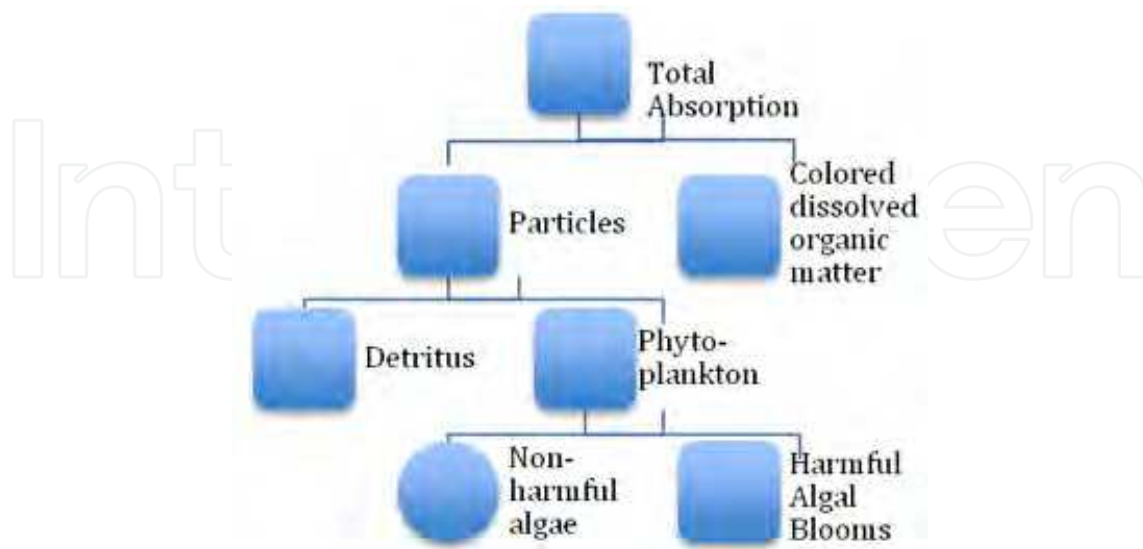 Total
Absorption
Particles
Colored
dissolved
organic
matter
Detritus
Phyto-
plankton
Non-
harmful
algae
Harmful
Algal
Blooms